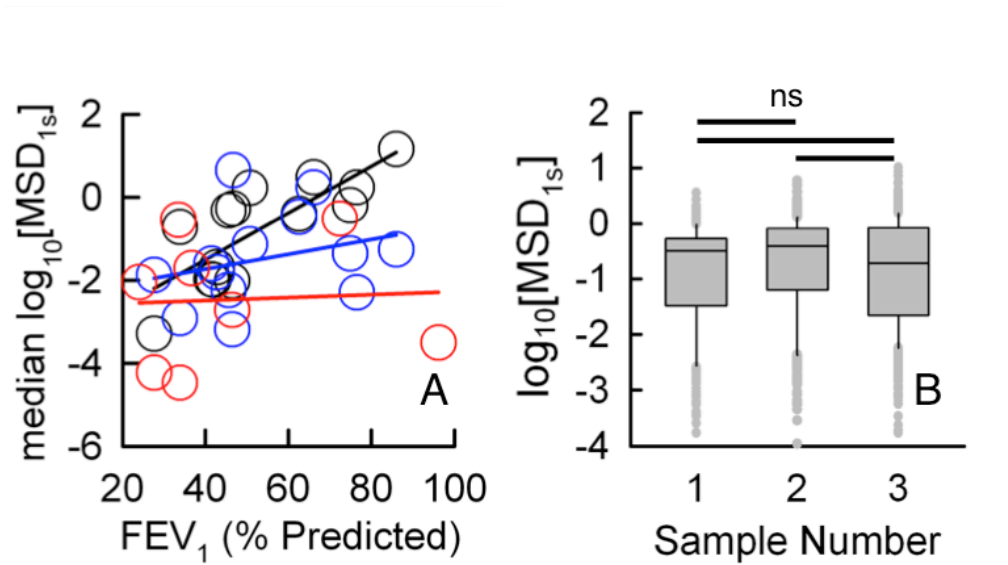 ns
median log10[MSD1s]
2
0
-2
-4
-6
20 40 60 80 100
FEV1 (% Predicted)
A
log10[MSD1s]
2
1
0
-1
-2
-3
-4
1 2 3
Sample Number
B